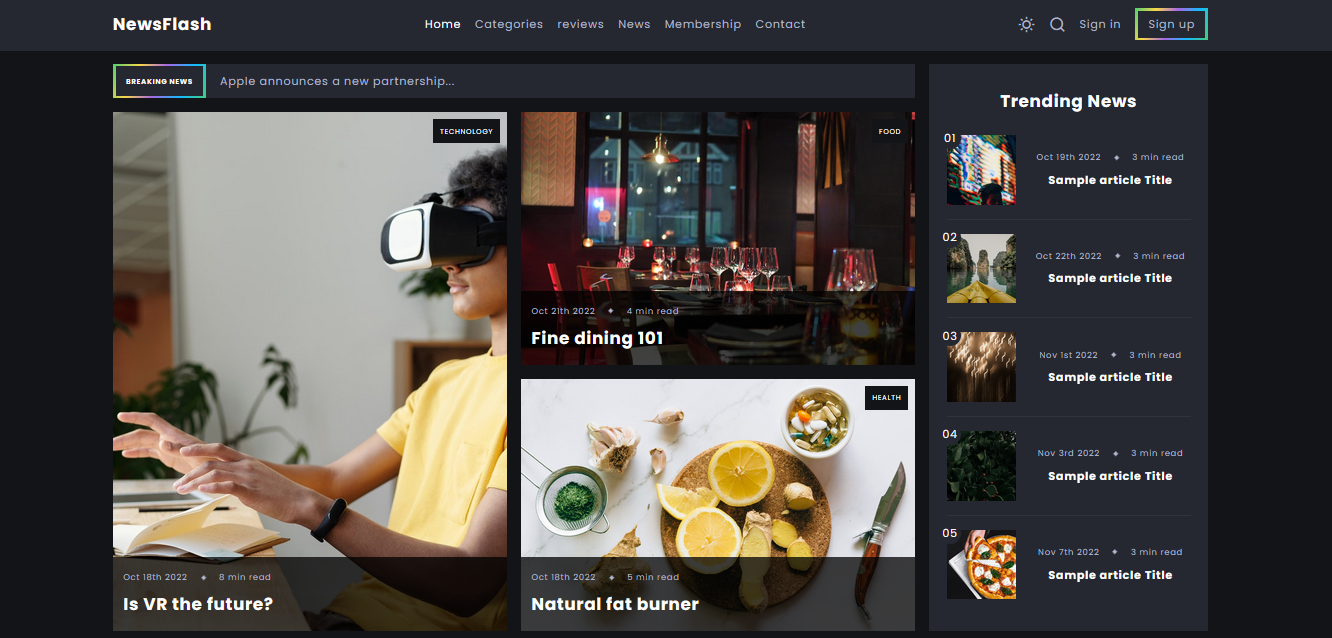 NewsFlash
Home Categories reviews News Membership Contact
Sign in Sign up
BREAKING NEWS Apple announces a new partnership...
TECHNOLOGY
Oct 18th 2022 8 min read
Is VR the future?
FOOD
Oct 21th 2022 4 min read
Fine dining 101
HEALTH
Oct 18th 2022 5 min read
Natural fat burner
Trending News
01
Oct 19th 2022 3 min read
Sample article Title
02
Oct 22th 2022 3 min read
Sample article Title
03
Nov 1st 2022 3 min read
Sample article Title
04
Nov 3rd 2022 3 min read
Sample article Title
05
Nov 7th 2022 3 min read
Sample article Title